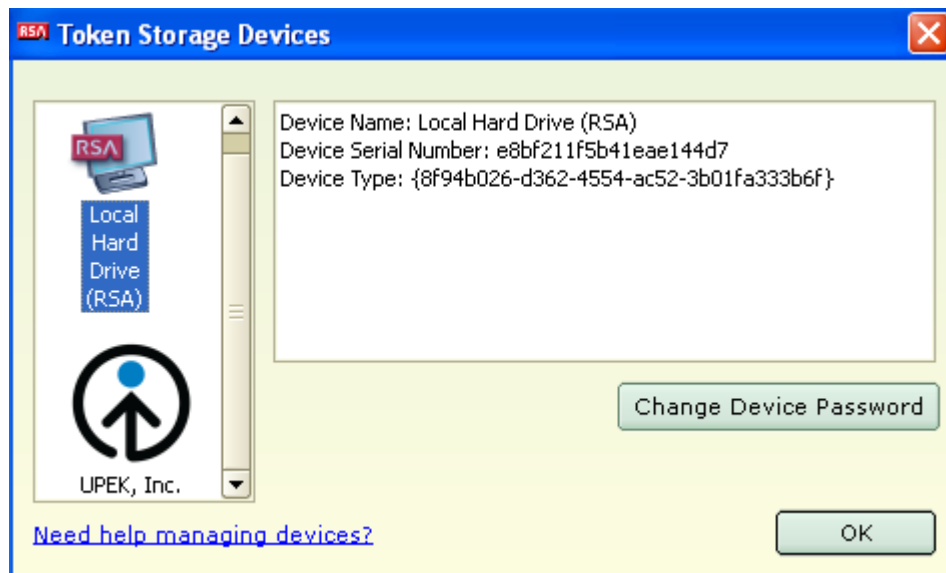 RSA Token Storage Devices
RSA
Local
Hard
Drive
(RSA)
UPEK, Inc.
Device Name: Local Hard Drive (RSA)
Device Serial Number: e8bf211f5b41eae144d7
Device Type: {8f94b026-d362-4554-ac52-3b01fa333b6f}
Change Device Password
Need help managing devices?
OK